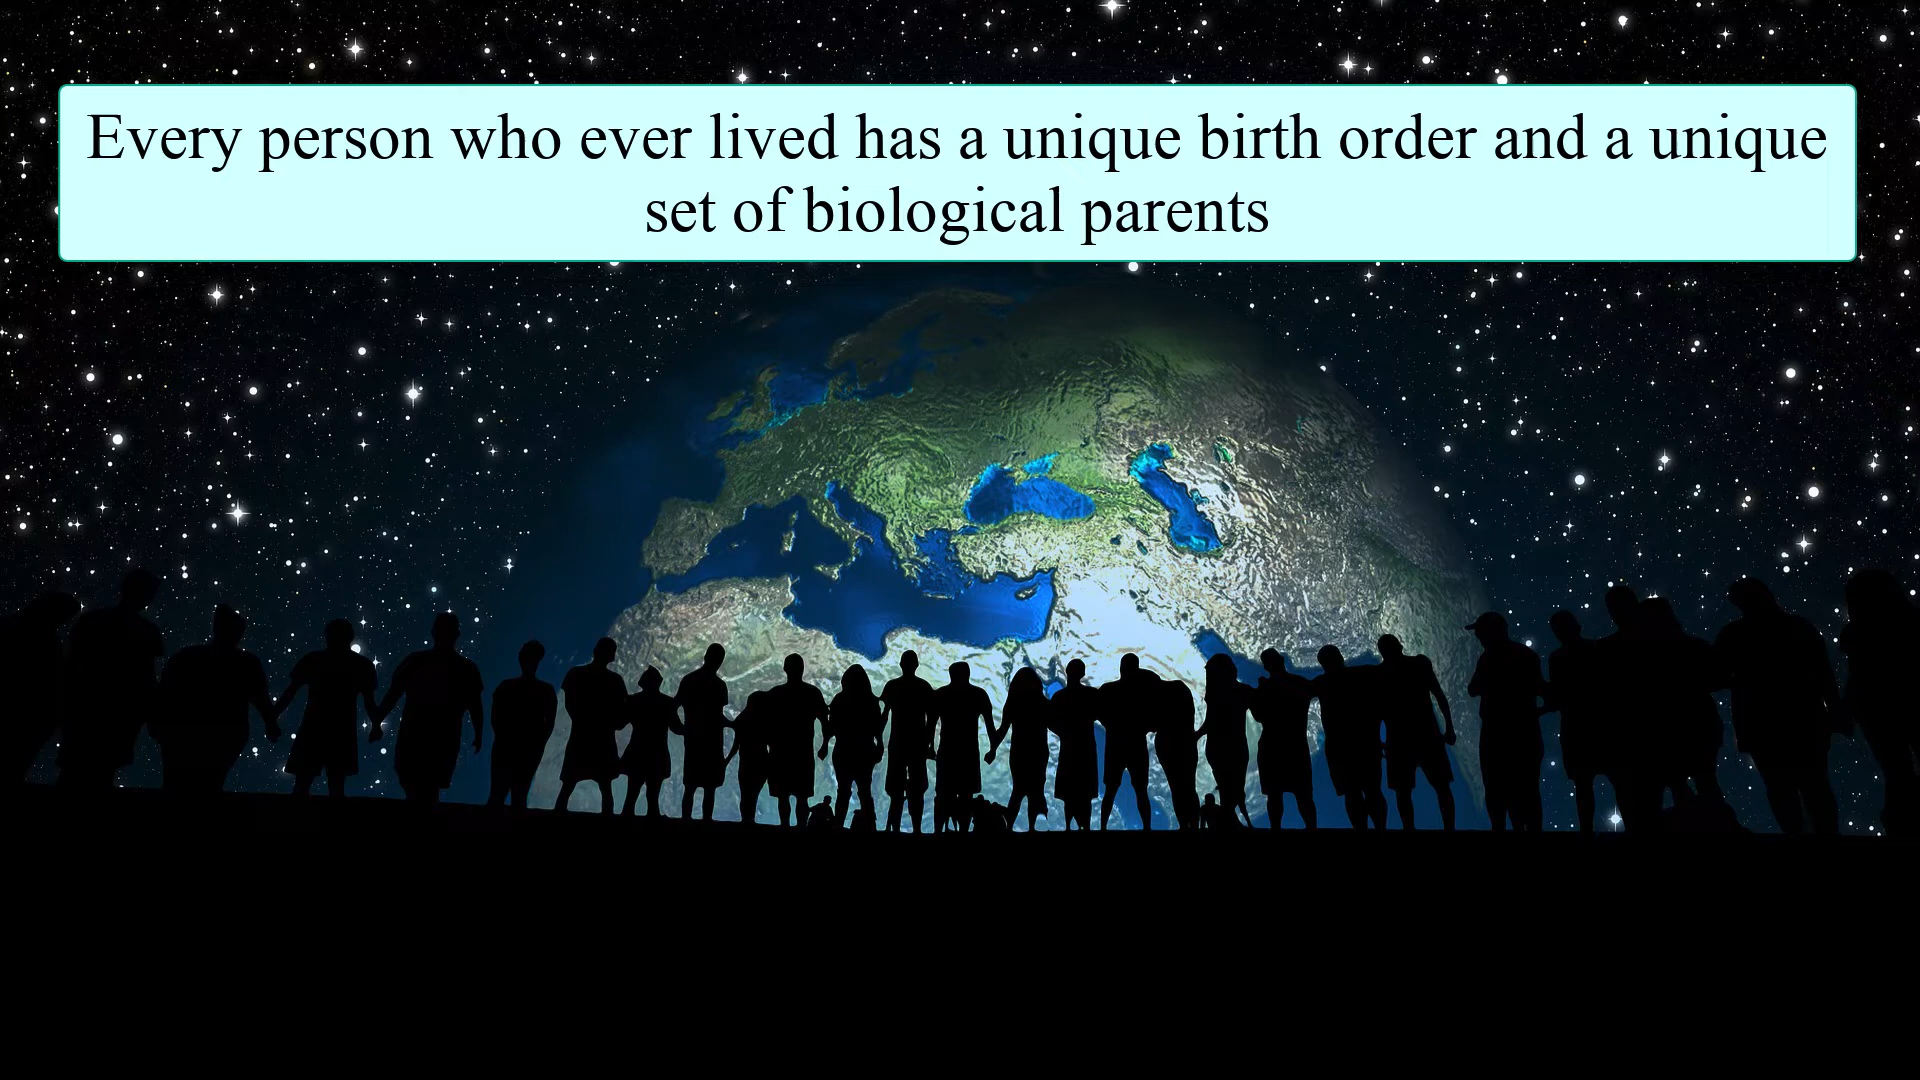 Every person who ever lived has a unique birth order and a unique
set of biological parents